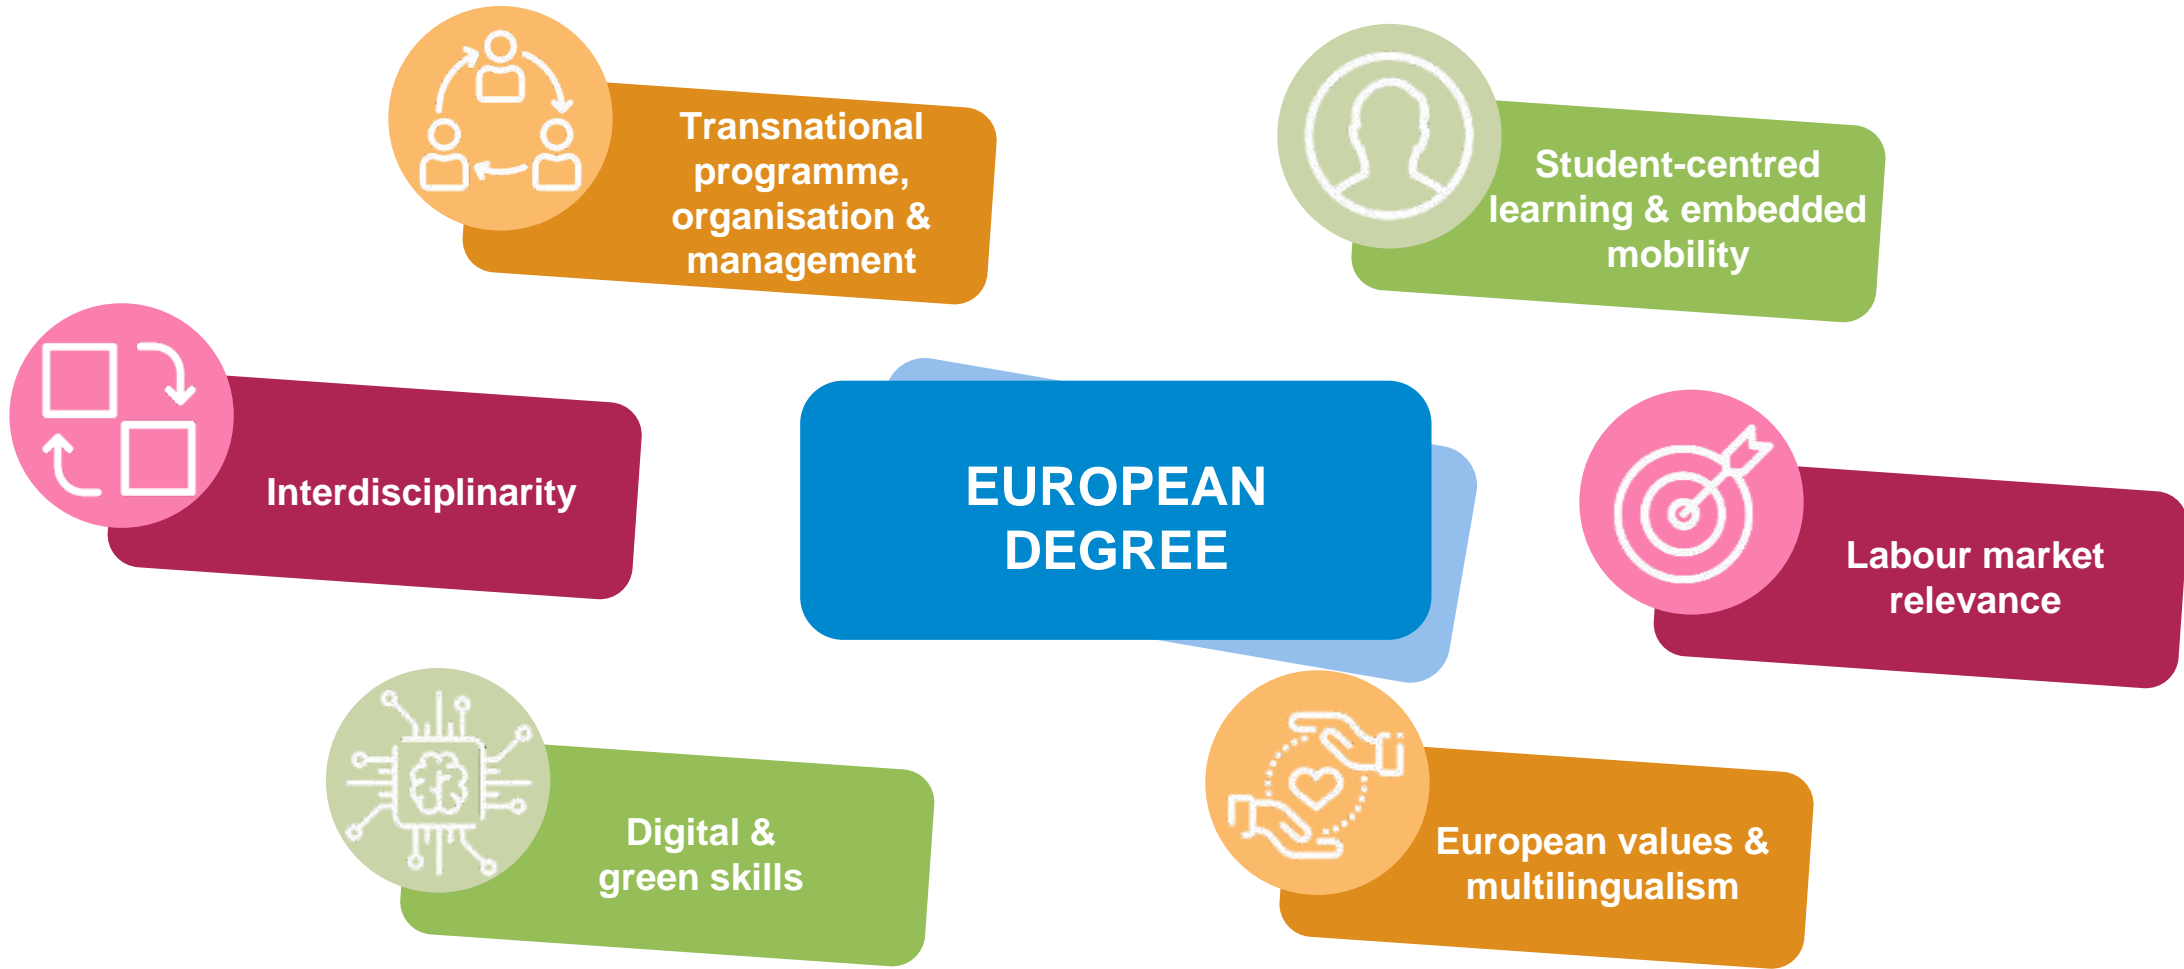 Transnational
programme,
organisation &
management
Student-centred
learning & embedded
mobility
Interdisciplinarity
EUROPEAN
DEGREE
Labour market
relevance
Digital &
green skills
European values &
multilingualism